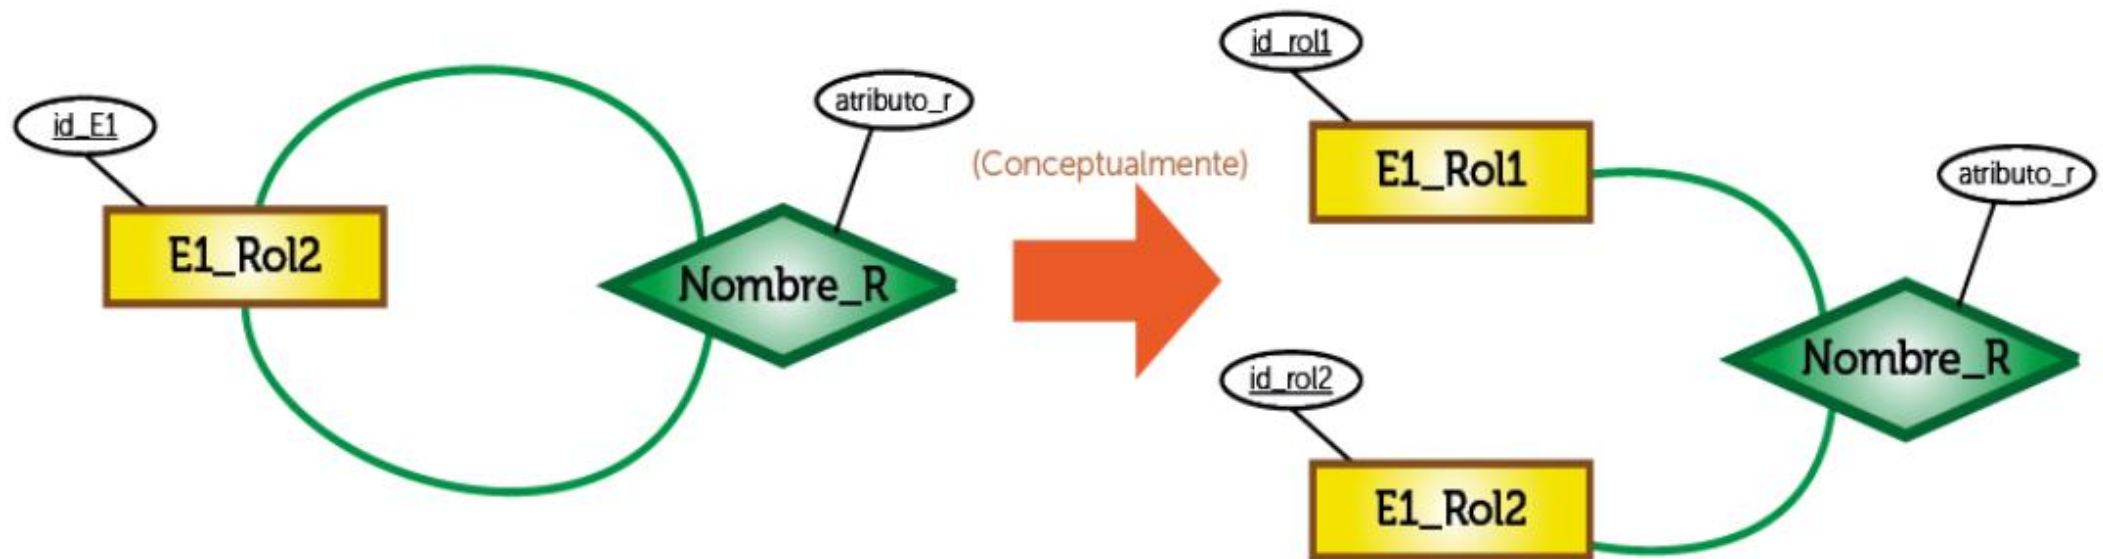 id_E1
E1_Rol2
atributo_r
Nombre_R
(Conceptualmente)
id_rol1
E1_Rol1
atributo_r
Nombre_R
id_rol2
E1_Rol2